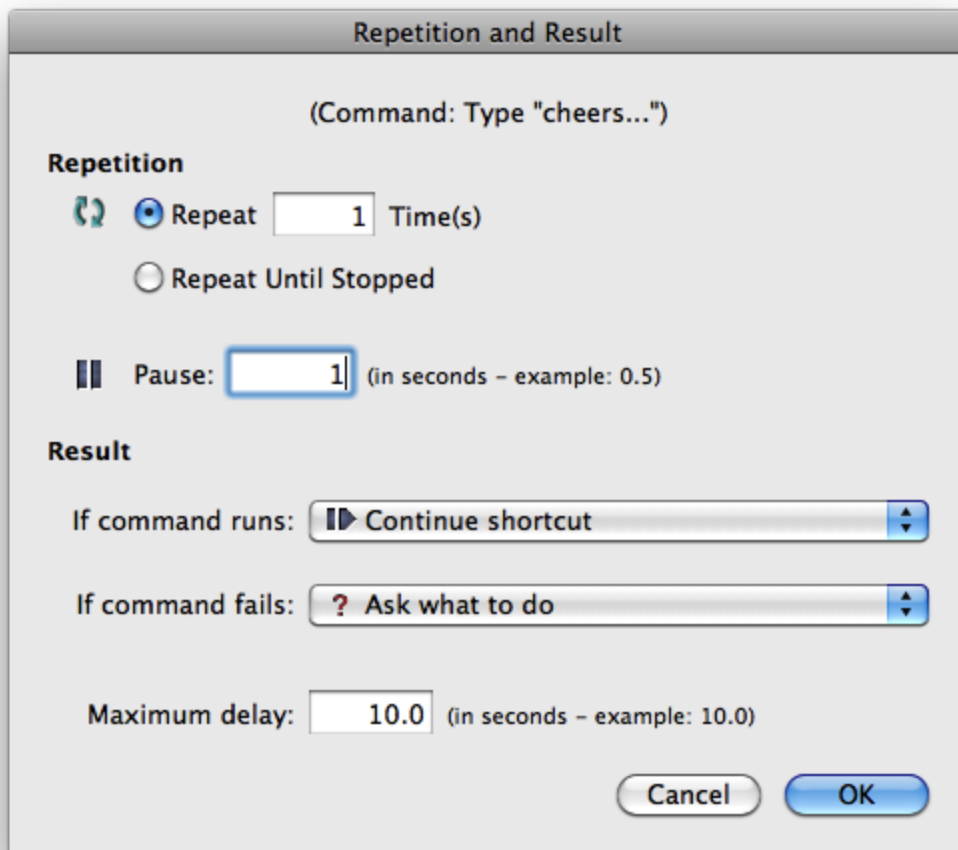 Repetition and Result
(Command: Type "cheers...")
Repetition
Repeat 1 Time(s)
Repeat Until Stopped
Pause: 1 (in seconds – example: 0.5)
Result
If command runs: Continue shortcut
If command fails: ? Ask what to do
Maximum delay: 10.0 (in seconds – example: 10.0)
Cancel OK